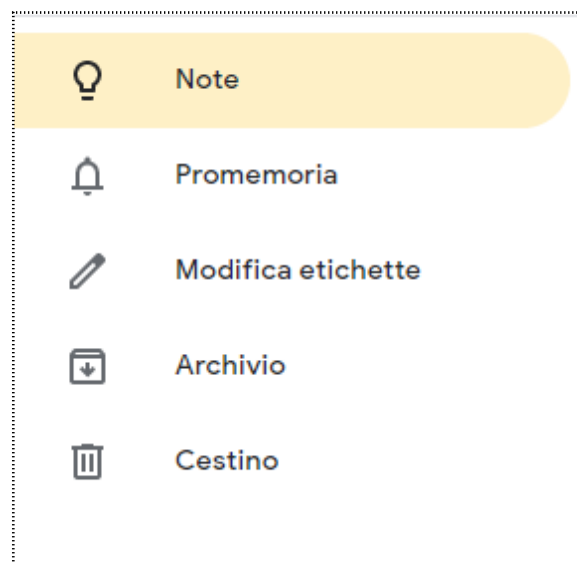 Note
Promemoria
Modifica etichette
Archivio
Cestino